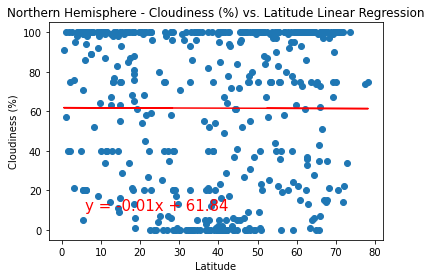 Northern Hemisphere - Cloudiness (%) vs. Latitude Linear Regression
100
80
60
40
20
0
Cloudiness (%)
y = -0.01x + 61.84
0 10 20 30 40 50 60 70 80
Latitude